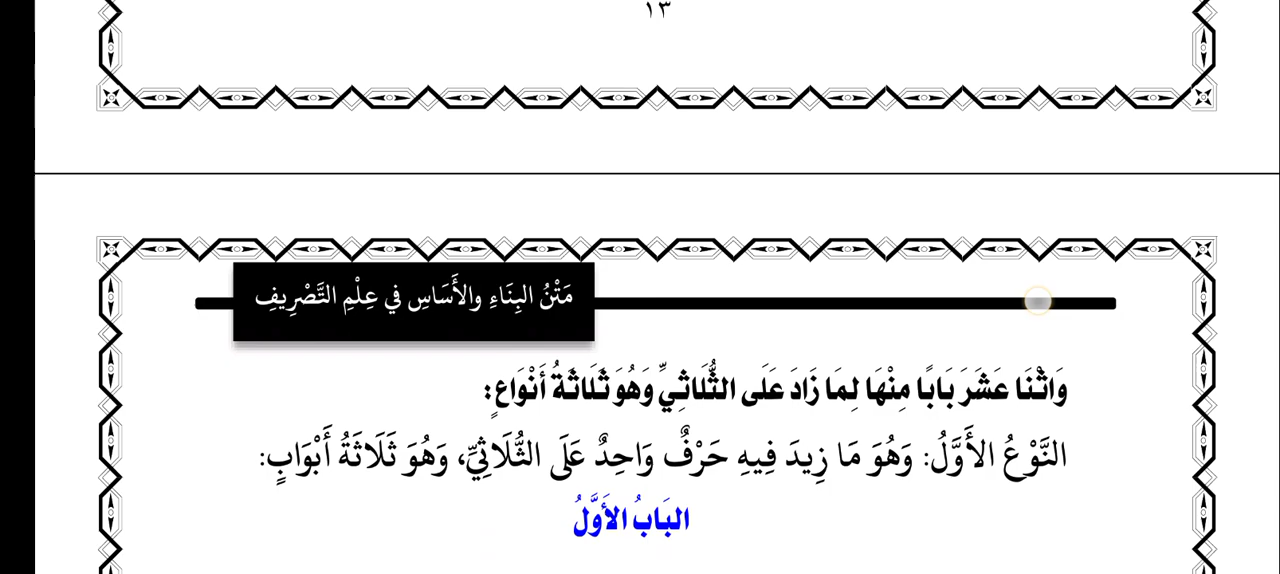 ١٣
مَتْنُ البِنَاءِ والأَسَاسِ في عِلْمِ التَّصْرِيفِ
وَاثْنَا عَشَرَ بَابًا مِنْهَا لِمَا زَادَ عَلَى الثُّلَاثِيِّ وَهُوَ ثَلَاثَةُ أَنْوَاعٍ:
النَّوْعُ الأَوَّلُ: وَهُوَ مَا زِيدَ فِيهِ حَرْفٌ وَاحِدٌ عَلَى الثُّلَاثِيِّ، وَهُوَ ثَلَاثَةُ أَبْوَابٍ:
البَابُ الأَوَّلُ